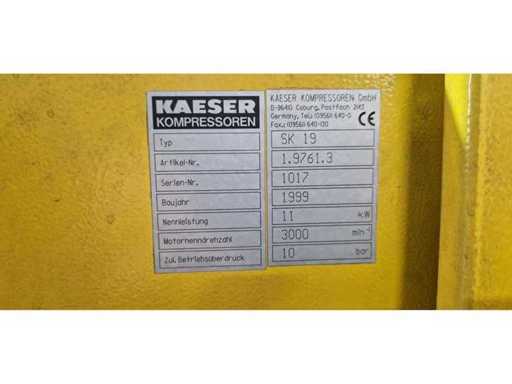 KAESER
KOMPRESSOREN
KAESER KOMPRESSOREN GmbH
D-96410 Coburg, Postfach 2143
Germany, Tel.: (09561) 640-0
Fax.: (09561) 640-130
CE
Typ SK 19
Artikel-Nr. 1.9761.3
Serien-Nr. 1017
Baujahr 1999
Nennleistung 11 kW
Motornenndrehzahl 3000 min⁻¹
Zul. Betriebsüberdruck 10 bar